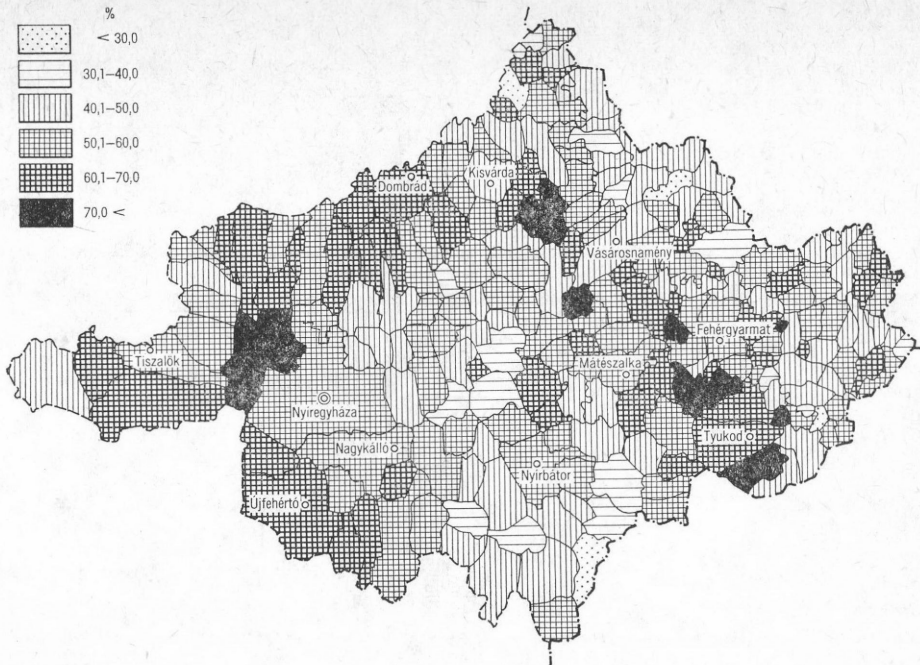 %
< 30,0
30,1–40,0
40,1–50,0
50,1–60,0
60,1–70,0
70,0 <
Kisvárda
Dombrád
Vásárosnamény
Fehérgyarmat
Tiszalök
Mátészalka
Nyíregyháza
Tyukod
Nagykálló
Nyírbátor
Újfehértó